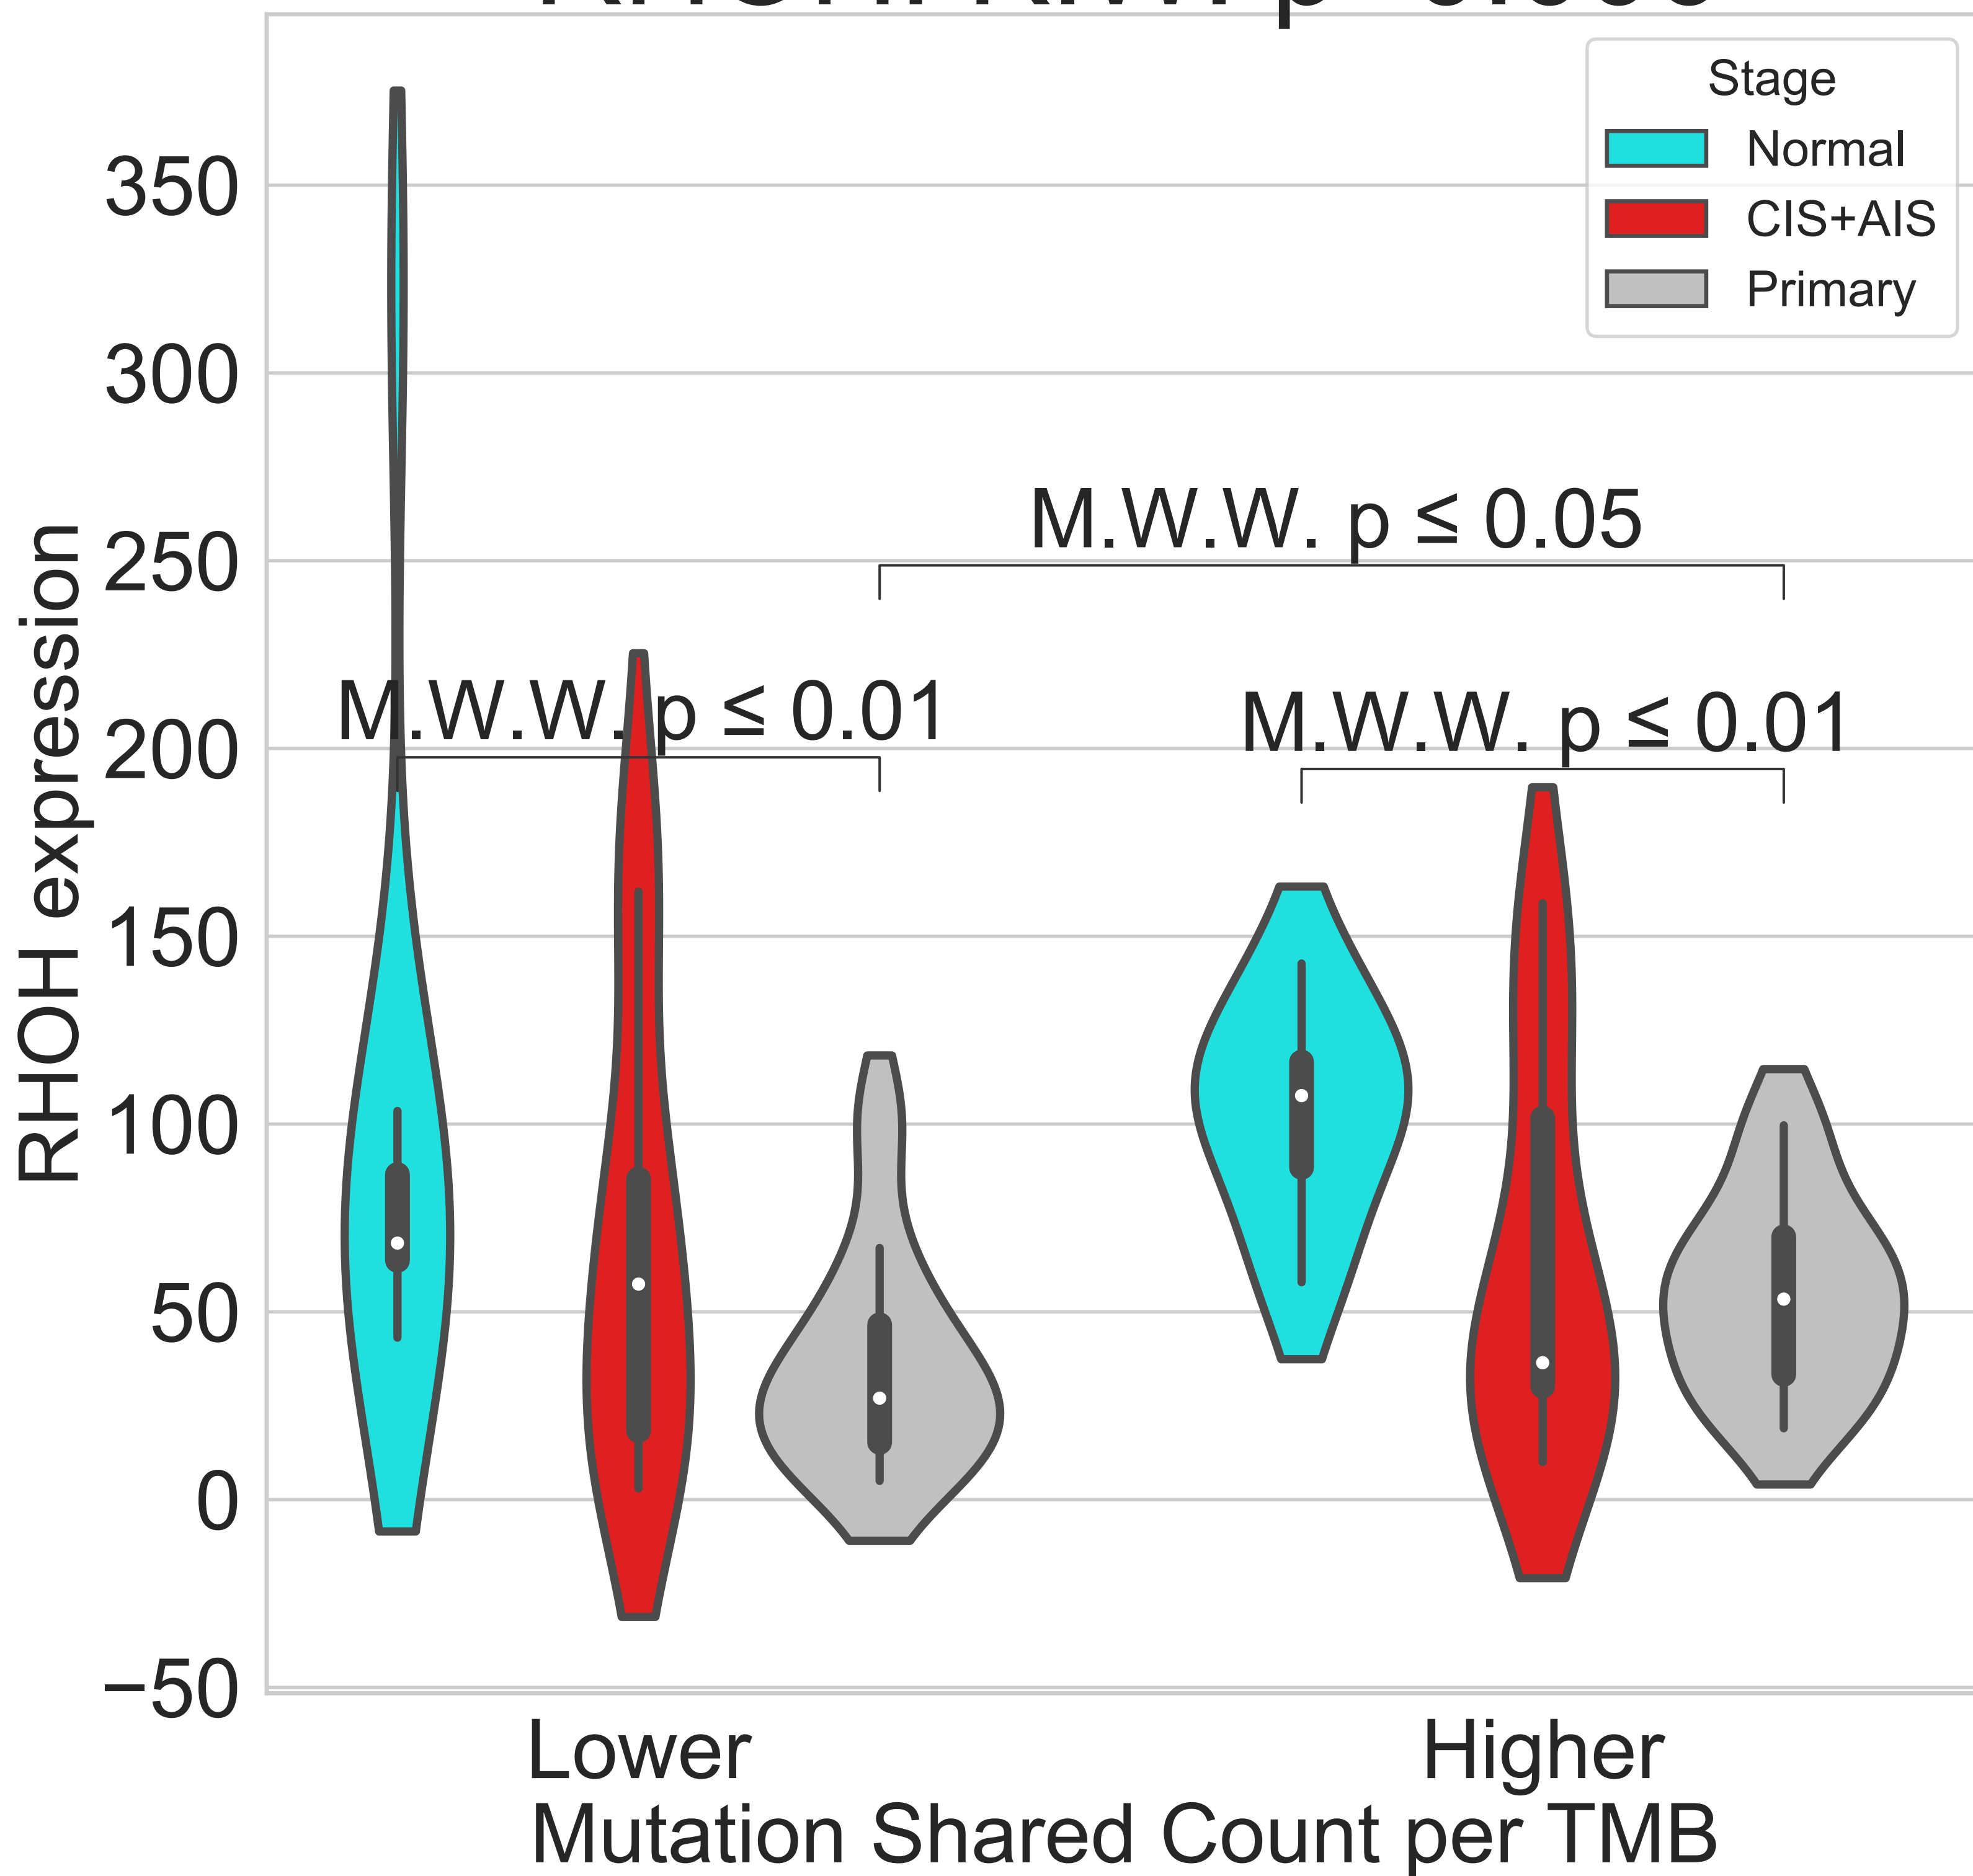 Stage
Normal
CIS+AIS
Primary
350
300
250
200
150
100
50
0
−50
RHOH expression
M.W.W. p ≤ 0.05
M.W.W. p ≤ 0.01
M.W.W. p ≤ 0.01
Lower
Higher
Mutation Shared Count per TMB